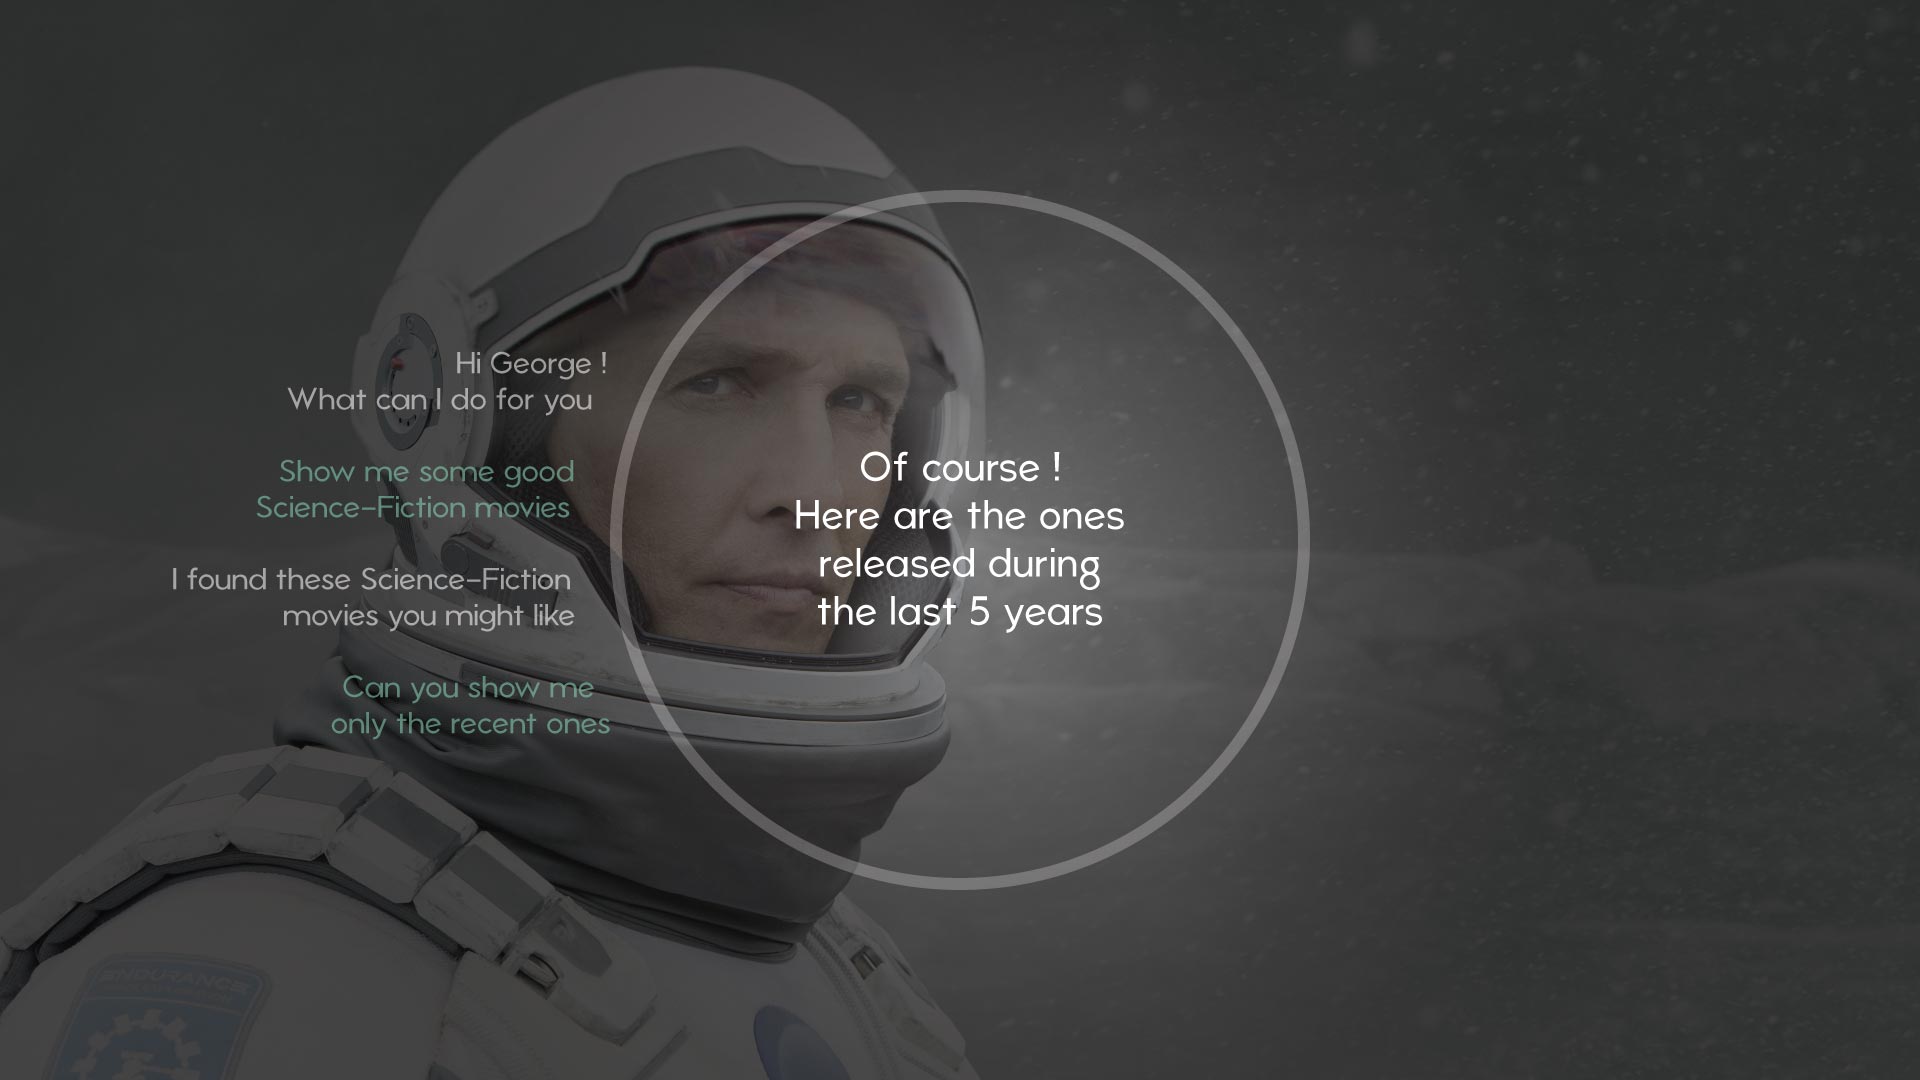 Hi George !
What can I do for you
Show me some good
Science-Fiction movies
I found these Science-Fiction
movies you might like
Can you show me
only the recent ones
Of course !
Here are the ones
released during
the last 5 years
ENDURANCE